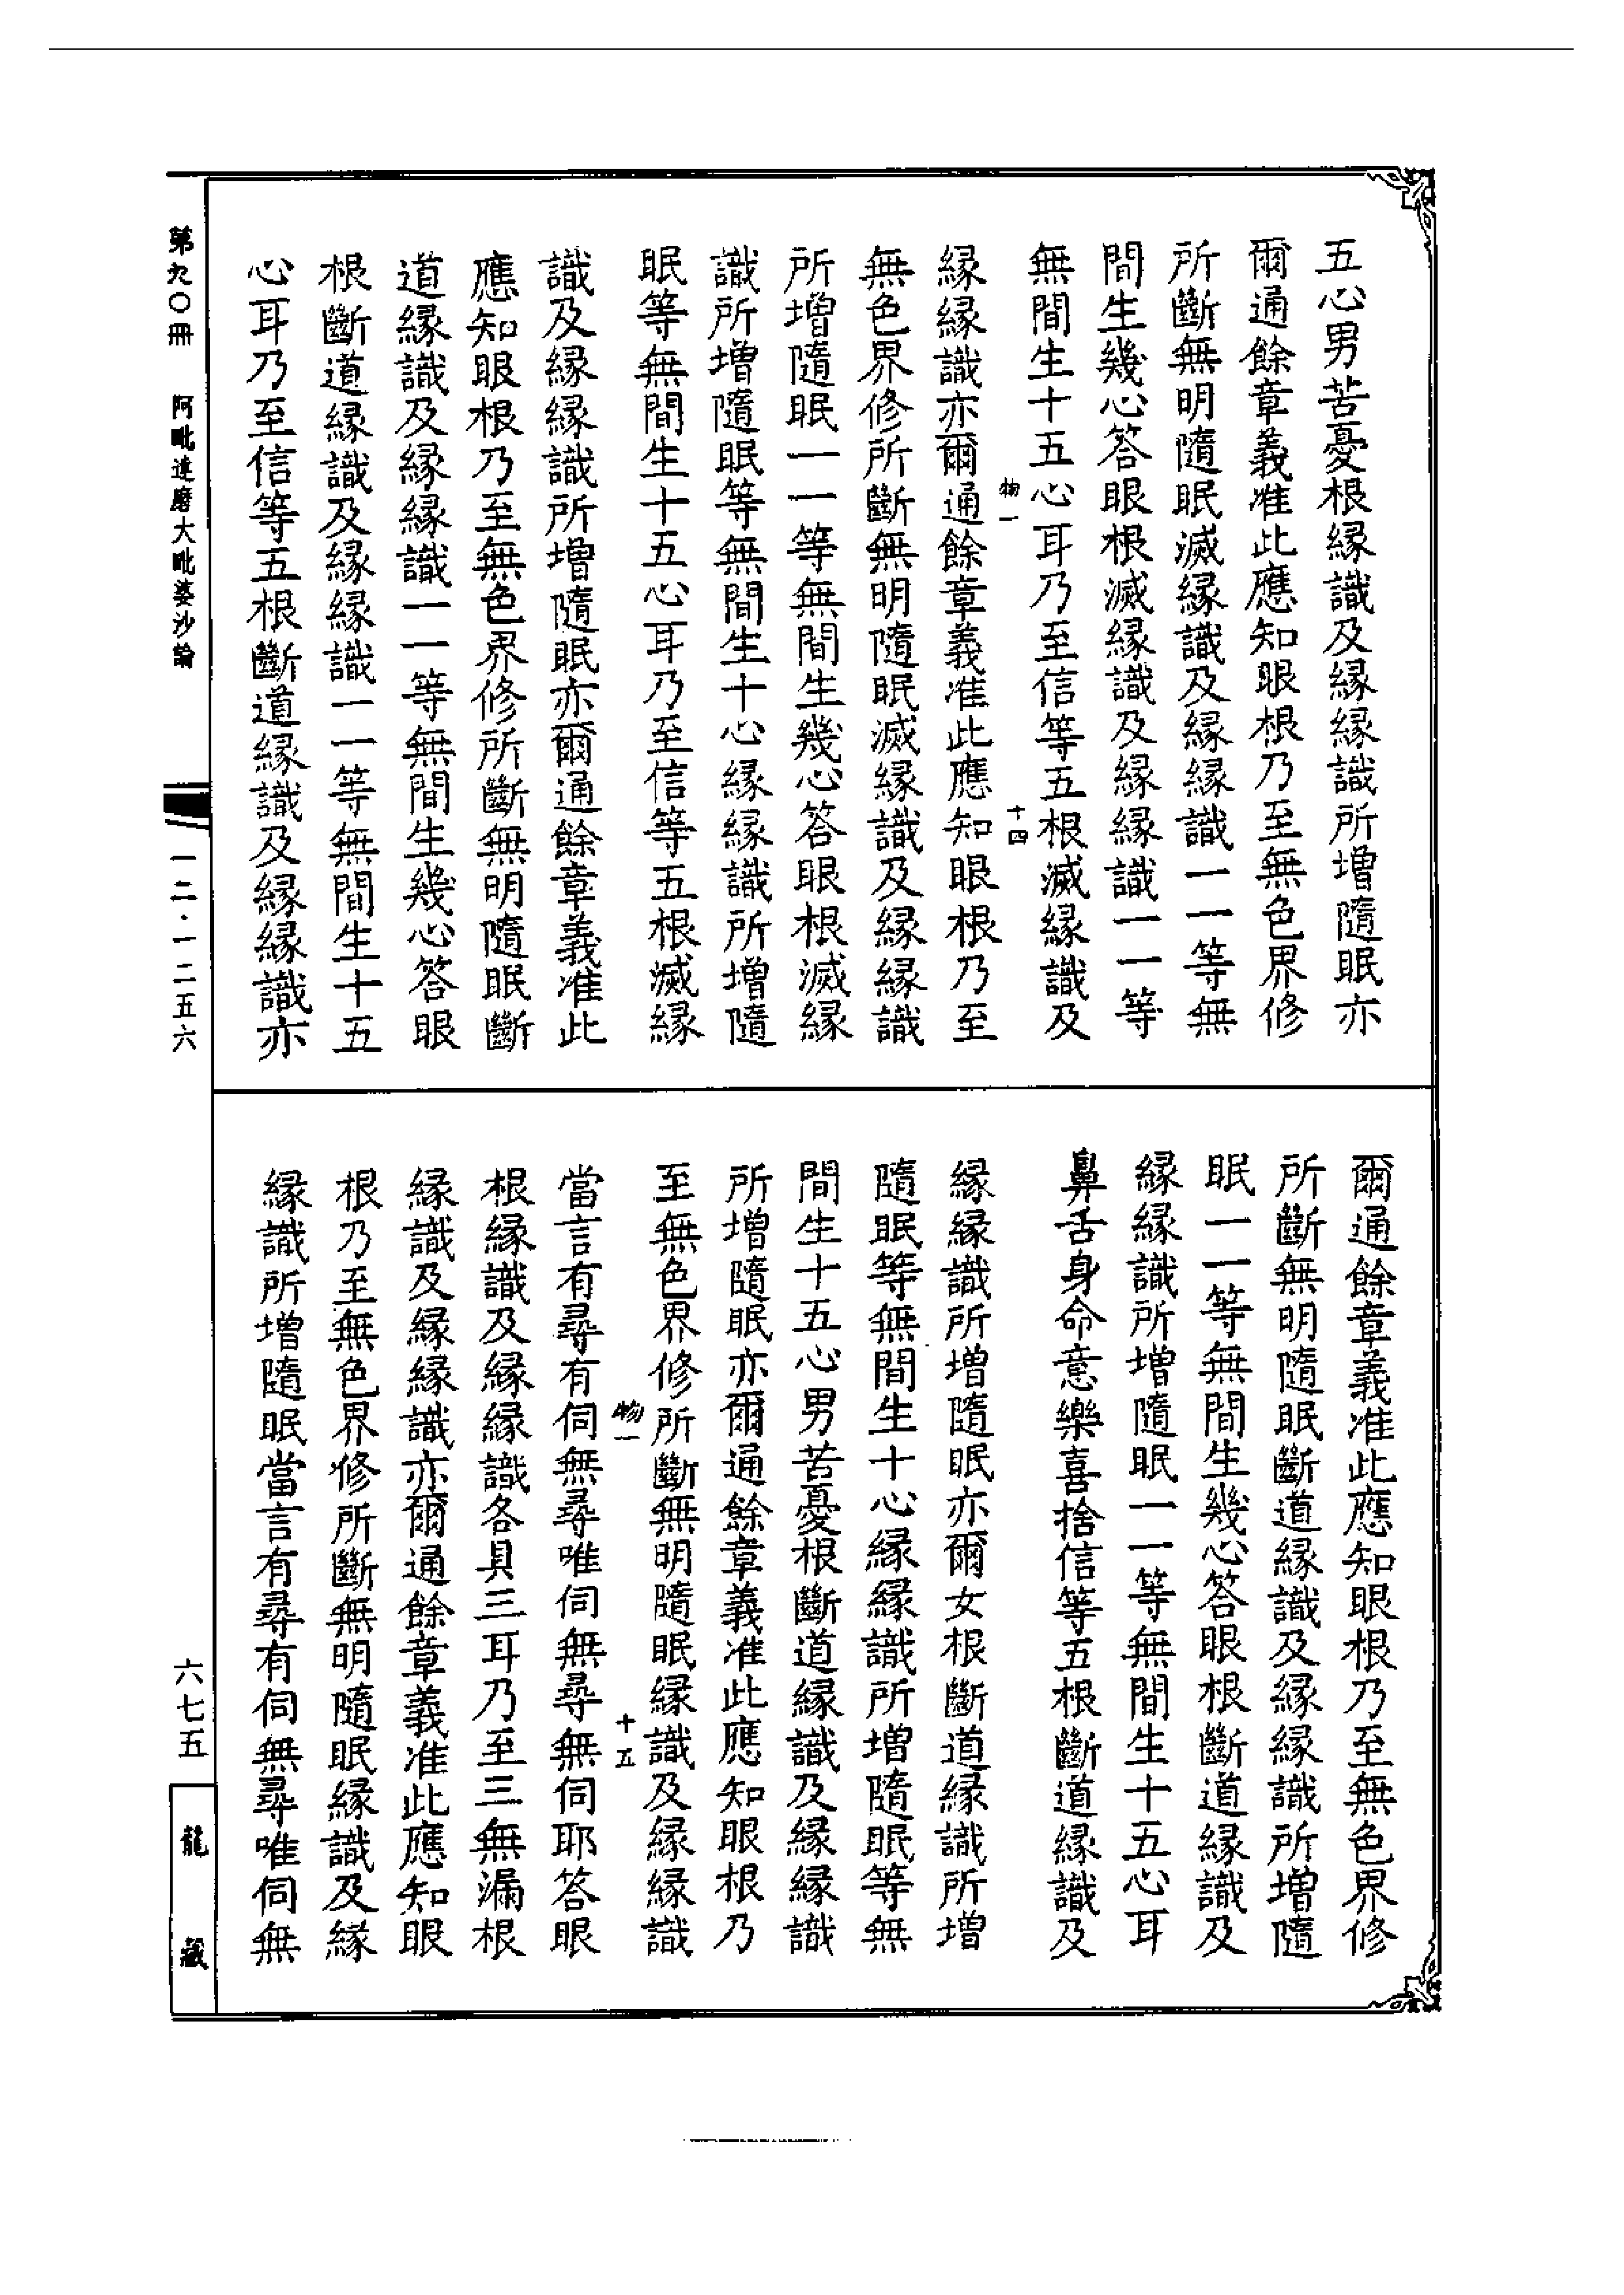 五心男苦憂根緣識及緣緣識所增隨眠亦
爾通餘章義准此應知眼根乃至無色界修
所斷無明隨眠滅緣識及緣緣識一一等無
間生幾心答眼根滅緣識及緣緣識一一等
無間生十五心耳乃至信等五根滅緣識及
物一
十四
緣緣識亦爾通餘章義准此應知眼根乃至
無色界修所斷無明隨眠滅緣識及緣緣識
所增隨眠一一等無間生幾心答眼根滅緣
識所增隨眠等無間生十心緣緣識所增隨
眠等無間生十五心耳乃至信等五根滅緣
識及緣緣識所增隨眠亦爾通餘章義准此
應知眼根乃至無色界修所斷無明隨眠斷
道緣識及緣緣識一一等無間生幾心答眼
根斷道緣識及緣緣識一一等無間生十五
心耳乃至信等五根斷道緣識及緣緣識亦
爾通餘章義准此應知眼根乃至無色界修
所斷無明隨眠斷道緣識及緣緣識所增隨
眠一一等無間生幾心答眼根斷道緣識及
緣緣識所增隨眠一一等無間生十五心耳
鼻舌身命意樂喜捨信等五根斷道緣識及
緣緣識所增隨眠亦爾女根斷道緣識所增
隨眠等無間生十心緣緣識所增隨眠等無
間生十五心男苦憂根斷道緣識及緣緣識
所增隨眠亦爾通餘章義准此應知眼根乃
至無色界修所斷無明隨眠緣識及緣緣識
物一
十五
當言有尋有伺無尋唯伺無尋無伺耶答眼
根緣識及緣緣識各具三耳乃至三無漏根
緣識及緣緣識亦爾通餘章義准此應知眼
根乃至無色界修所斷無明隨眠緣識及緣
緣識所增隨眠當言有尋有伺無尋唯伺無
第九〇冊
阿毗達磨大毗婆沙論
一二·一二五六
六七五
龍藏